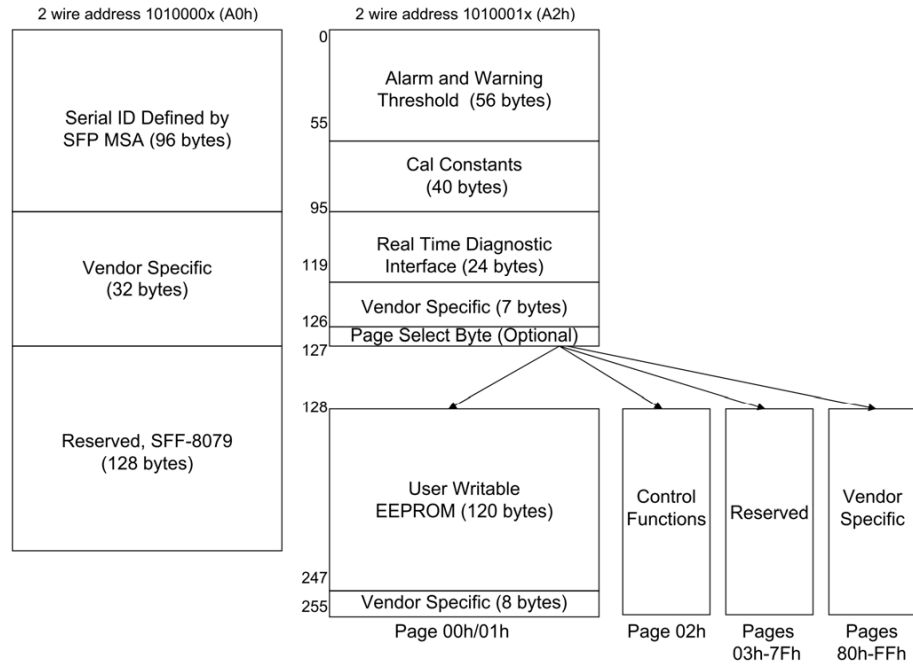 2 wire address 1010000x (A0h)
Serial ID Defined by
SFP MSA (96 bytes)
Vendor Specific
(32 bytes)
Reserved, SFF-8079
(128 bytes)
2 wire address 1010001x (A2h)
0
Alarm and Warning
Threshold (56 bytes)
55
Cal Constants
(40 bytes)
95
Real Time Diagnostic
Interface (24 bytes)
119
Vendor Specific (7 bytes)
126
Page Select Byte (Optional)
127
128
User Writable
EEPROM (120 bytes)
247
Vendor Specific (8 bytes)
255
Page 00h/01h
Control
Functions
Page 02h
Reserved
Pages
03h-7Fh
Vendor
Specific
Pages
80h-FFh